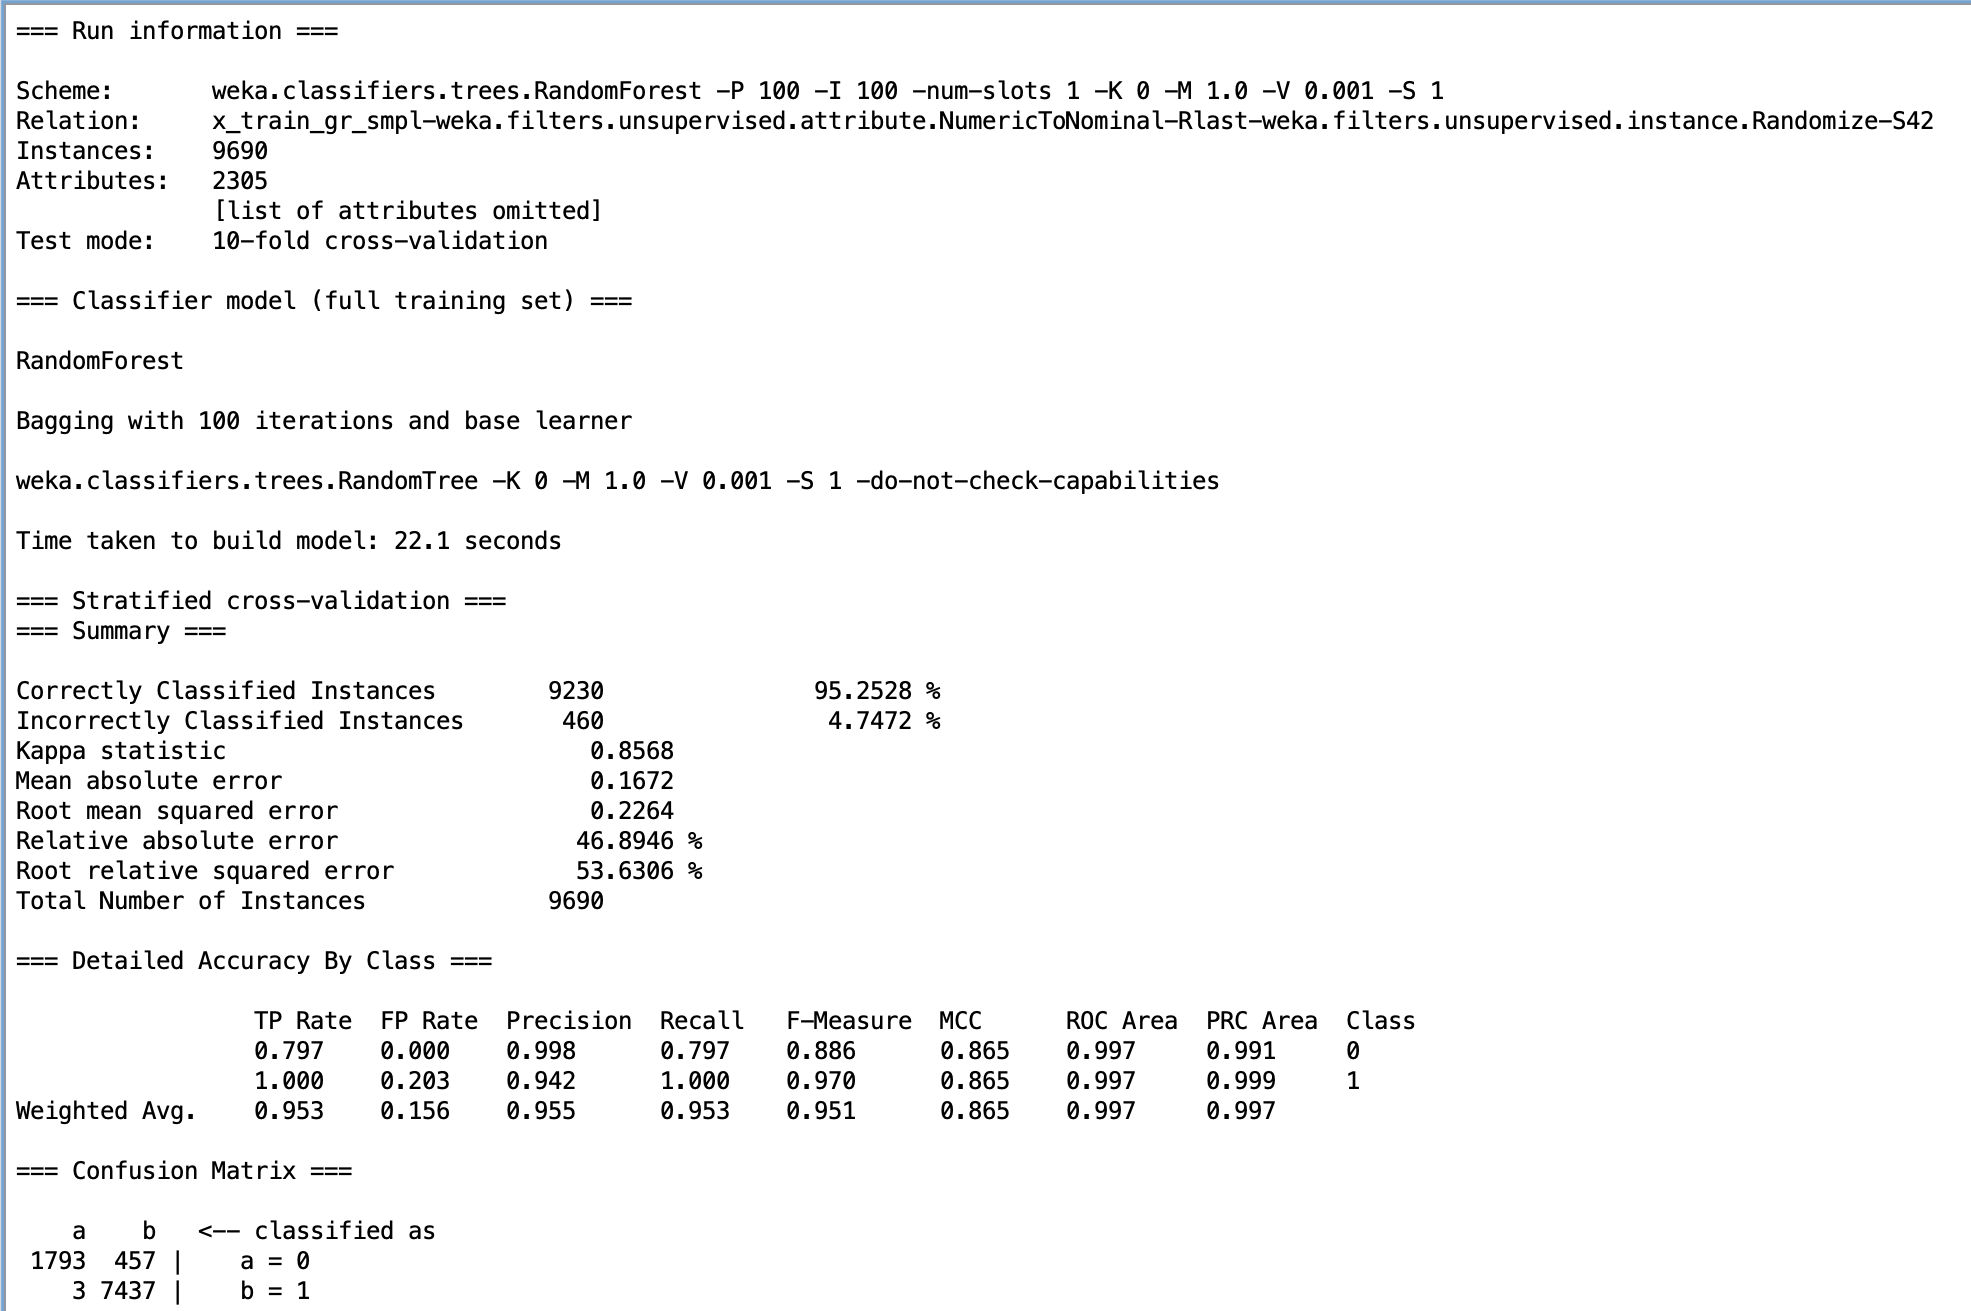 === Run information ===
Scheme:       weka.classifiers.trees.RandomForest -P 100 -I 100 -num-slots 1 -K 0 -M 1.0 -V 0.001 -S 1
Relation:     x_train_gr_smpl-weka.filters.unsupervised.attribute.NumericToNominal-Rlast-weka.filters.unsupervised.instance.Randomize-S42
Instances:    9690
Attributes:   2305
              [list of attributes omitted]
Test mode:    10-fold cross-validation
=== Classifier model (full training set) ===
RandomForest
Bagging with 100 iterations and base learner
weka.classifiers.trees.RandomTree -K 0 -M 1.0 -V 0.001 -S 1 -do-not-check-capabilities
Time taken to build model: 22.1 seconds
=== Stratified cross-validation ===
=== Summary ===
Correctly Classified Instances        9230               95.2528 %
Incorrectly Classified Instances       460                4.7472 %
Kappa statistic                          0.8568
Mean absolute error                      0.1672
Root mean squared error                  0.2264
Relative absolute error                 46.8946 %
Root relative squared error             53.6306 %
Total Number of Instances             9690
=== Detailed Accuracy By Class ===
                 TP Rate  FP Rate  Precision  Recall   F-Measure  MCC      ROC Area  PRC Area  Class
                 0.797    0.000    0.998      0.797    0.886      0.865    0.997     0.991     0
                 1.000    0.203    0.942      1.000    0.970      0.865    0.997     0.999     1
Weighted Avg.    0.953    0.156    0.955      0.953    0.951      0.865    0.997     0.997
=== Confusion Matrix ===
    a    b   <-- classified as
 1793  457 |    a = 0
    3 7437 |    b = 1